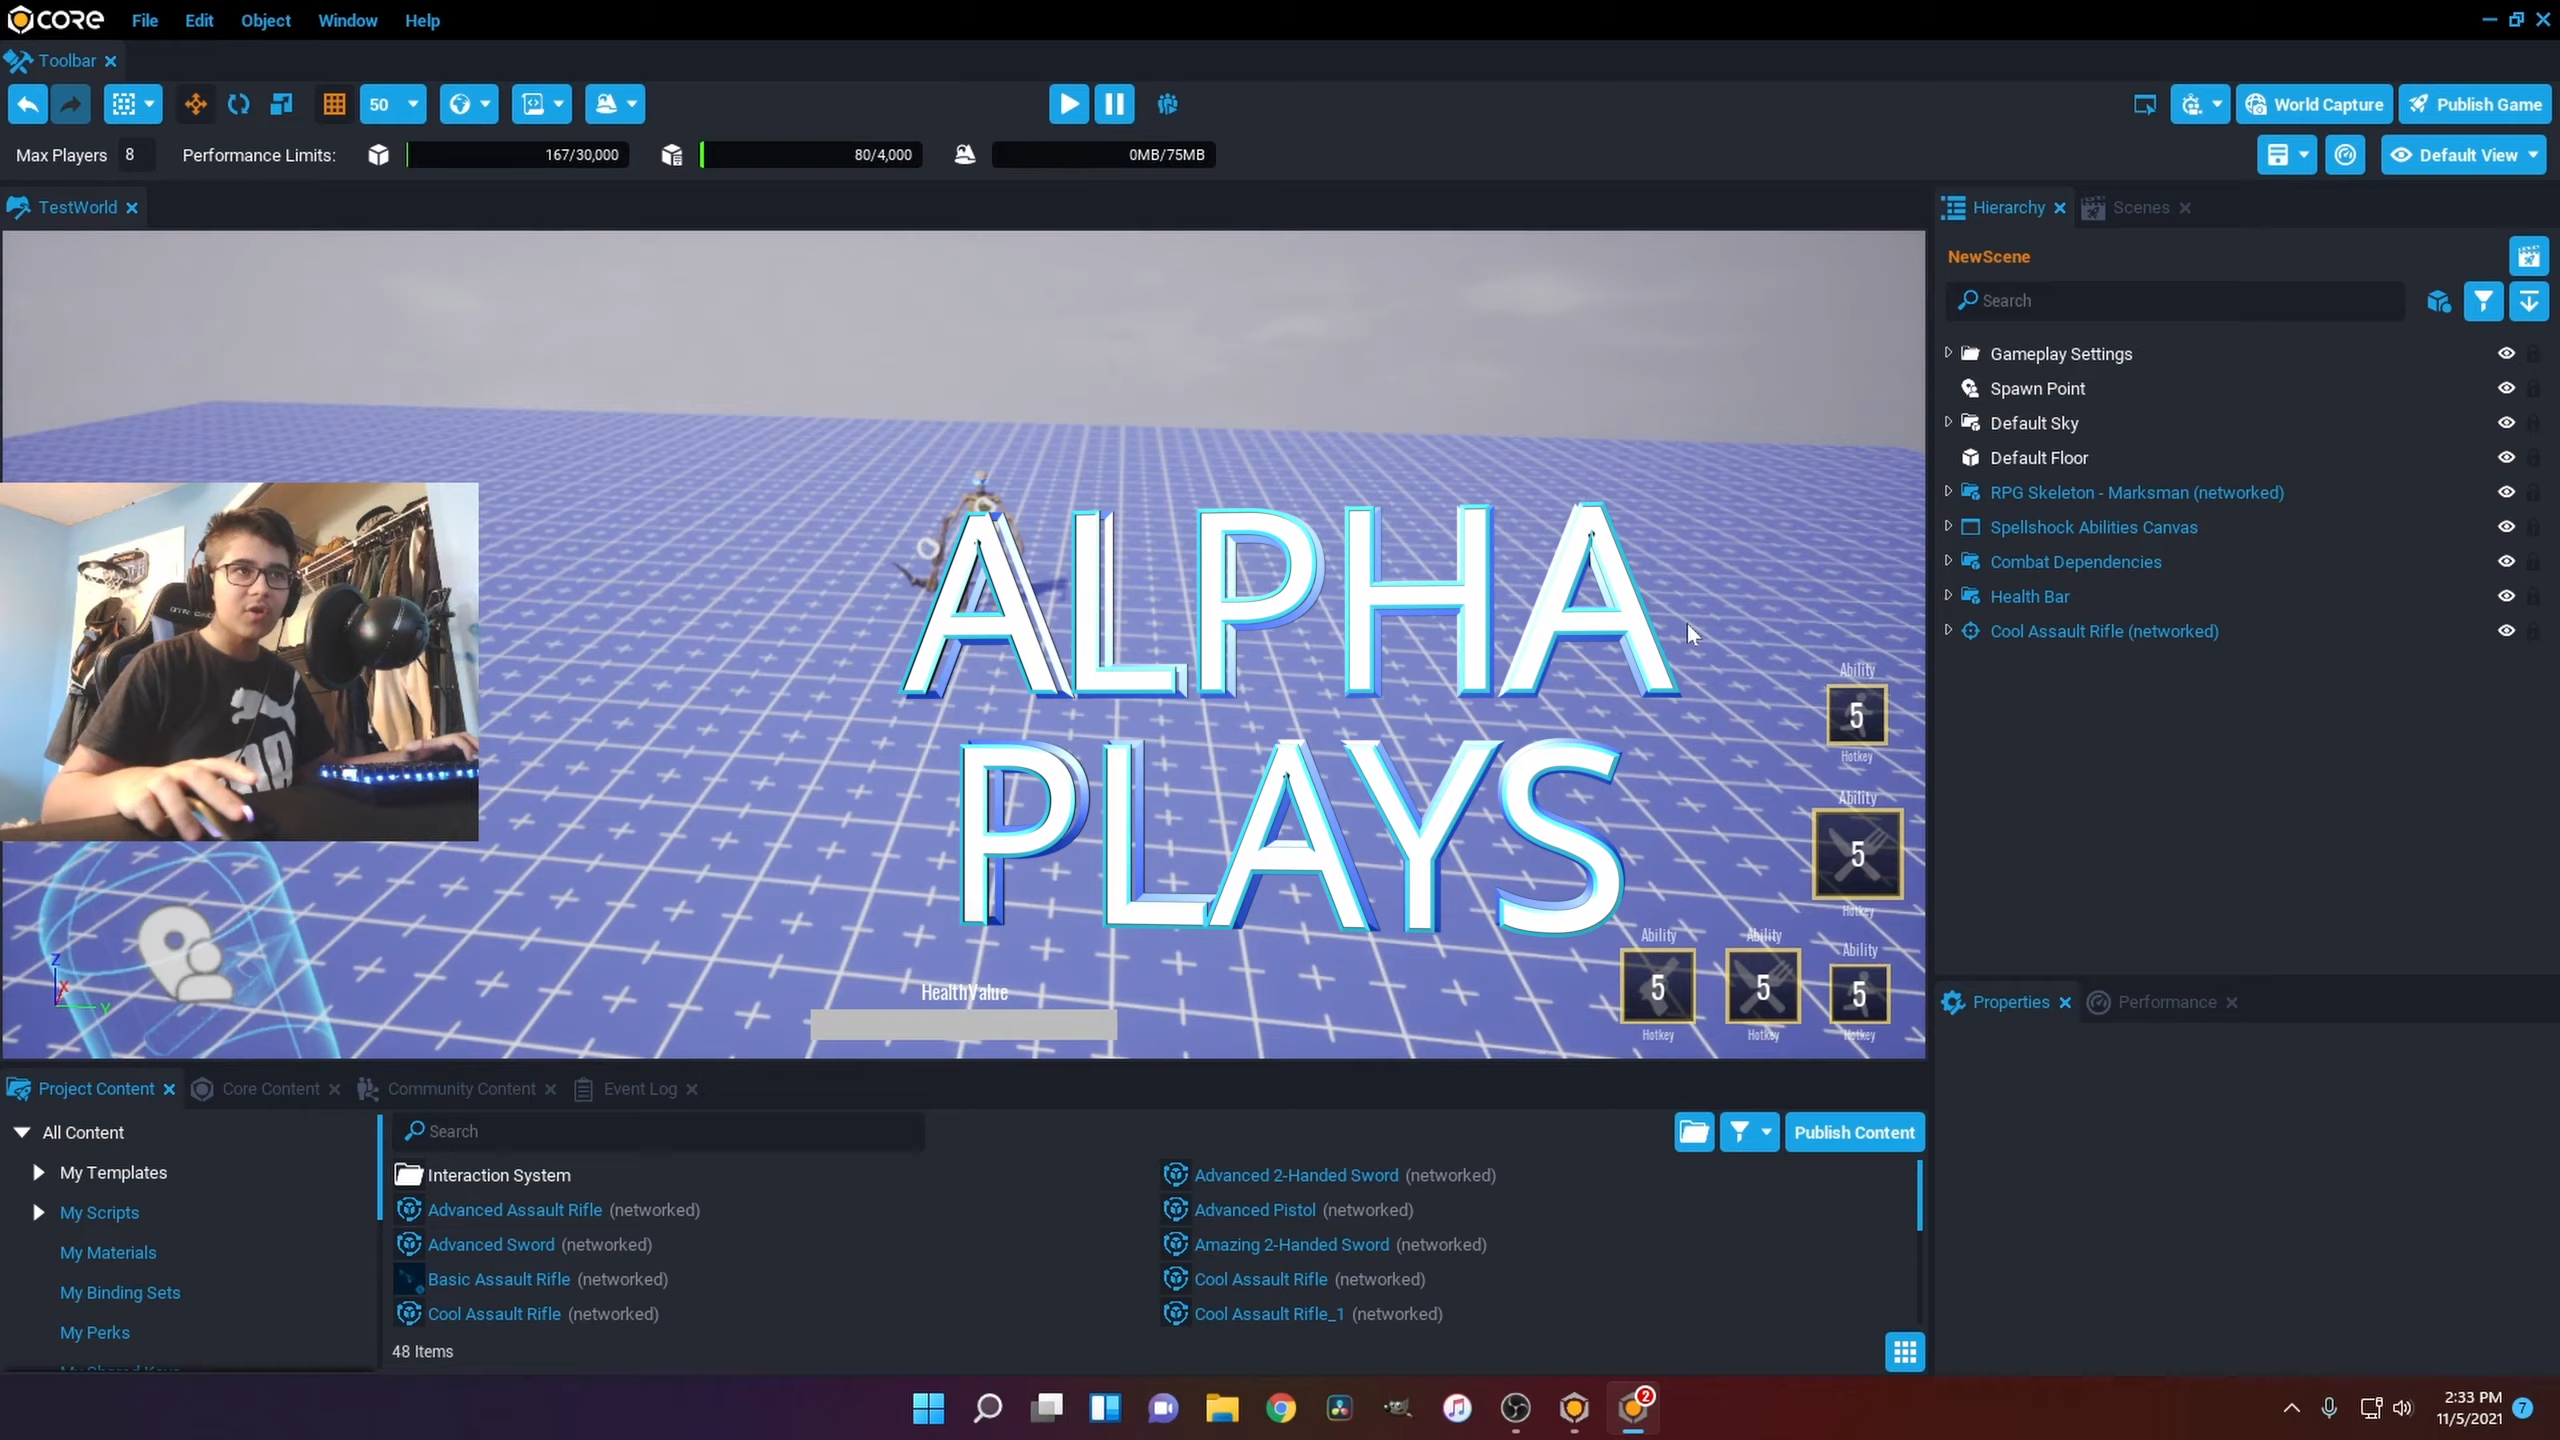 CORE File Edit Object Window Help
Toolbar
50
World Capture Publish Game
Max Players 8 Performance Limits: 167/30,000 80/4,000 0MB/75MB
Default View
TestWorld
Hierarchy Scenes
NewScene
Search
Gameplay Settings
Spawn Point
Default Sky
Default Floor
RPG Skeleton - Marksman (networked)
Spellshock Abilities Canvas
Combat Dependencies
Health Bar
Cool Assault Rifle (networked)
ALPHA
PLAYS
Ability
5
Hotkey
Ability
5
Hotkey
Ability Ability Ability
5 5 5
Hotkey Hotkey Hotkey
HealthValue
Z
X
Y
Properties Performance
Project Content Core Content Community Content Event Log
All Content
My Templates
My Scripts
My Materials
My Binding Sets
My Perks
Search
Publish Content
Interaction System
Advanced 2-Handed Sword (networked)
Advanced Assault Rifle (networked)
Advanced Pistol (networked)
Advanced Sword (networked)
Amazing 2-Handed Sword (networked)
Basic Assault Rifle (networked)
Cool Assault Rifle (networked)
Cool Assault Rifle (networked)
Cool Assault Rifle_1 (networked)
48 Items
2
2:33 PM
11/5/2021
7